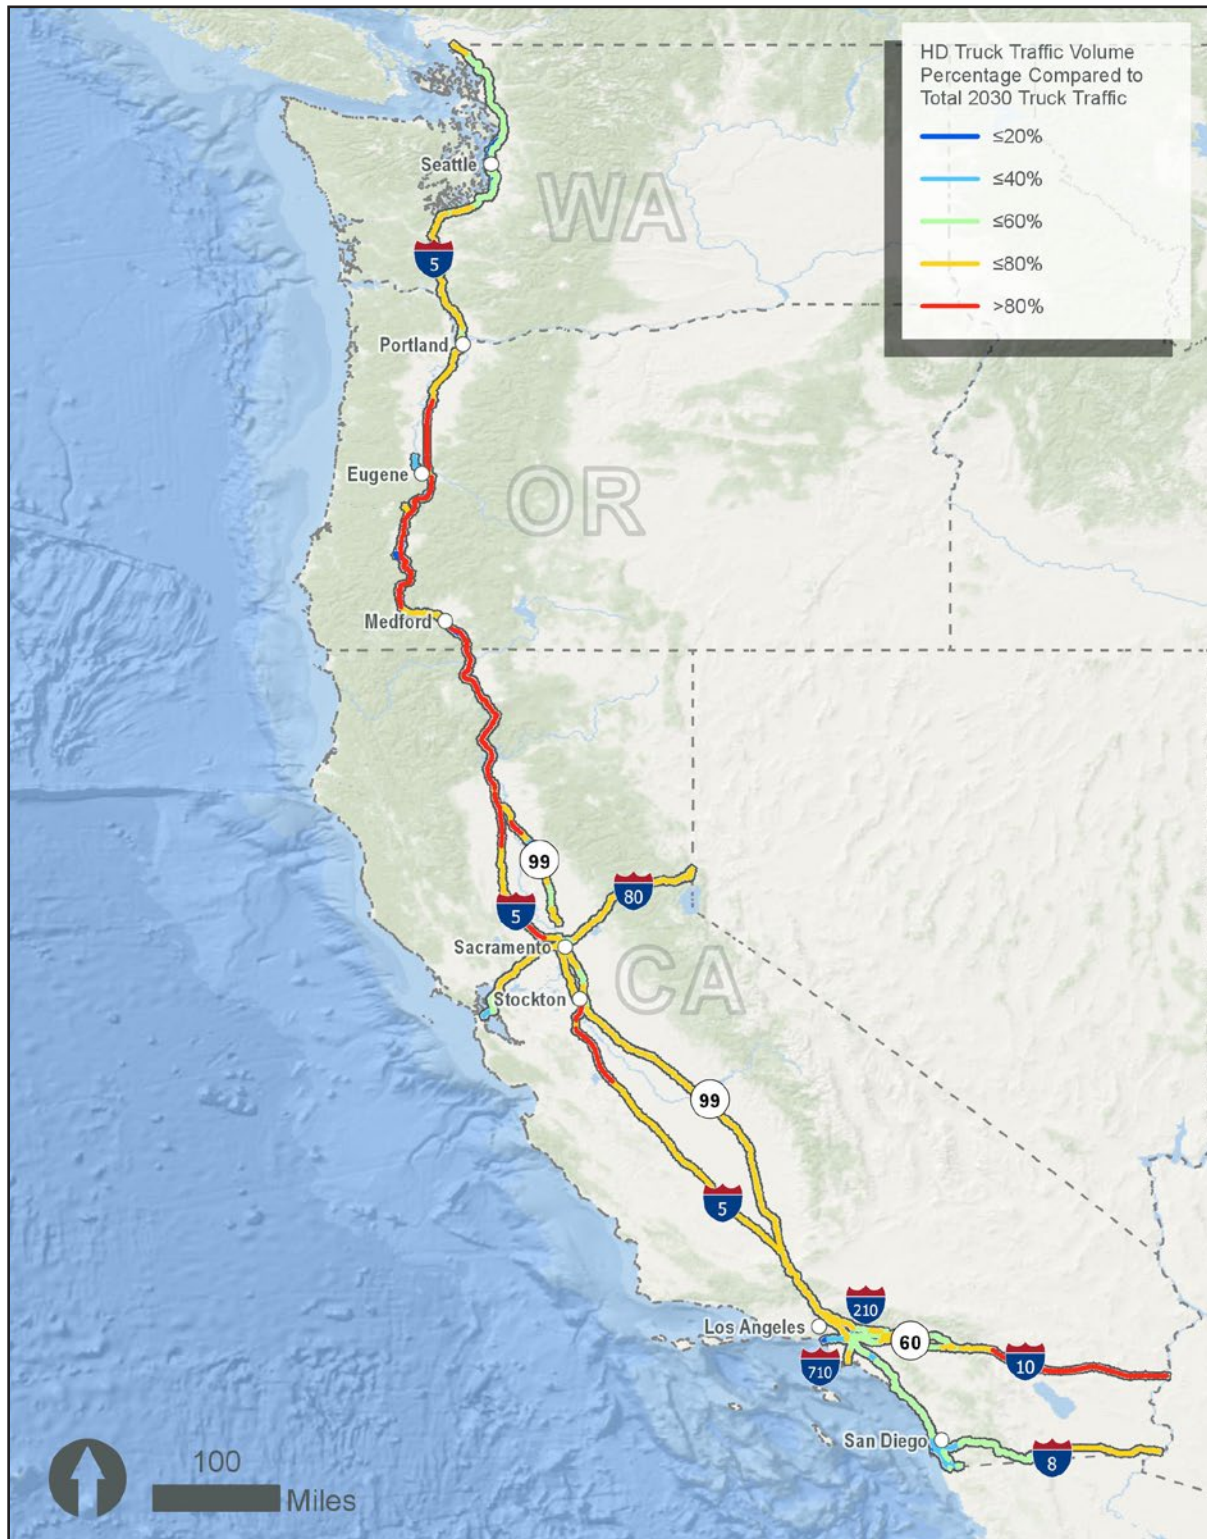 HD Truck Traffic Volume
Percentage Compared to
Total 2030 Truck Traffic
≤20%
≤40%
≤60%
≤80%
>80%
Seattle
WA
5
Portland
Eugene
OR
Medford
99
80
5
Sacramento
CA
Stockton
99
5
210
Los Angeles
60
10
710
San Diego
8
100
Miles